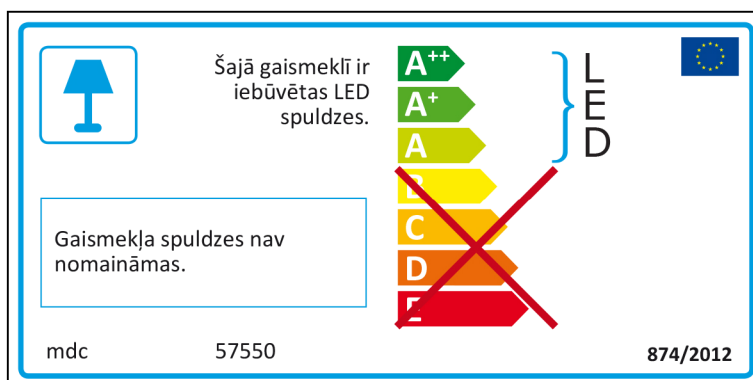 Šajā gaismeklī ir
iebūvētas LED
spuldzes.
A++
A+
A
B
C
D
E
L
E
D
Gaismekļa spuldzes nav
nomaināmas.
mdc 57550
874/2012